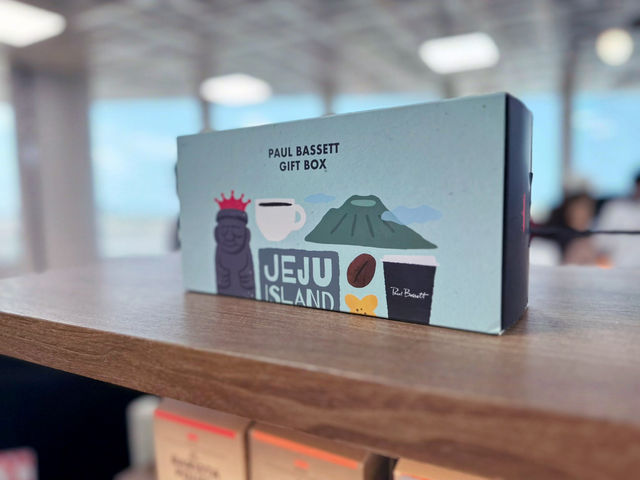 PAUL BASSETT
GIFT BOX
JEJU
ISLAND
Paul Bassett